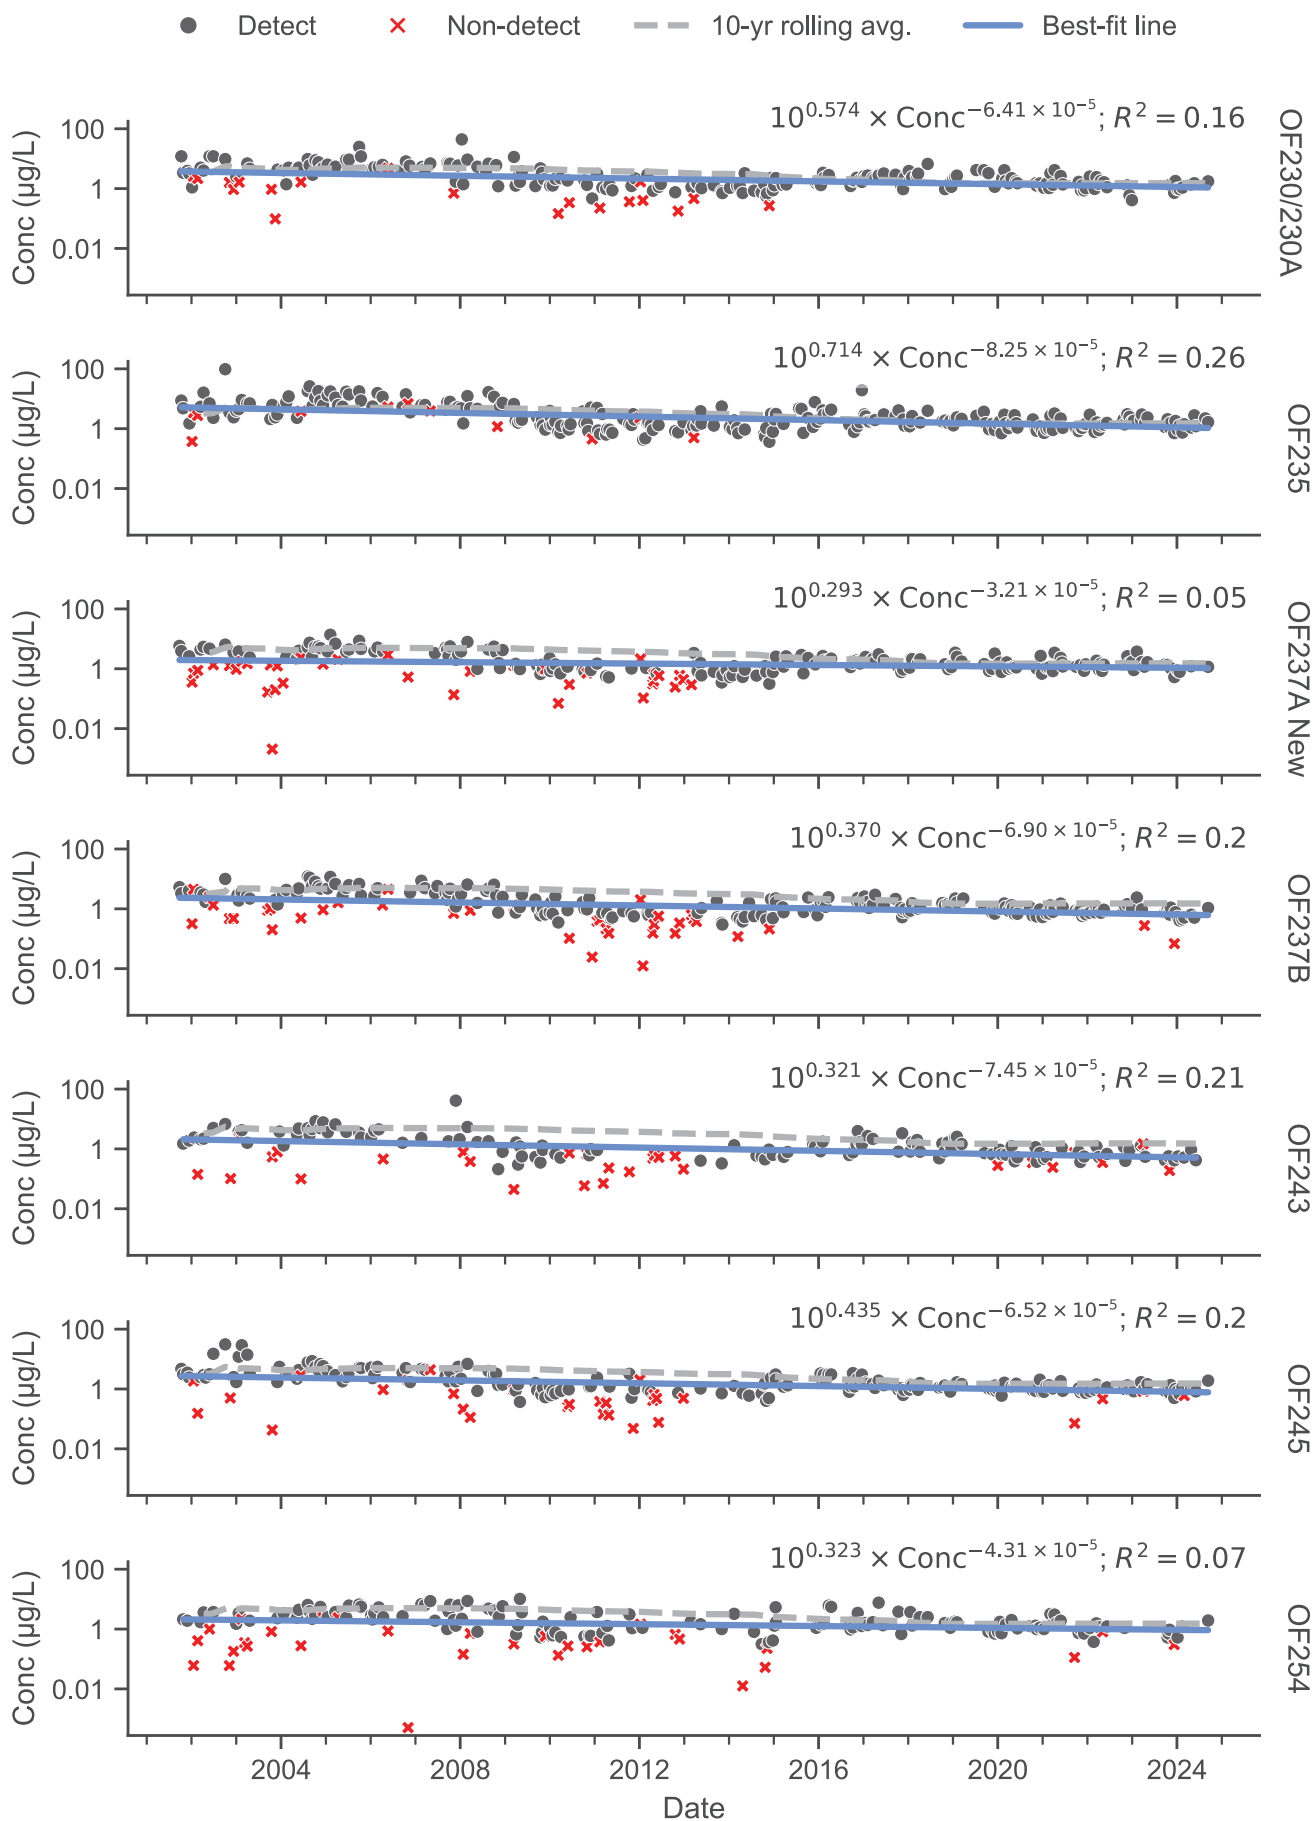 Detect Non-detect 10-yr rolling avg. Best-fit line
10^0.574 × Conc^−6.41 × 10^−5; R² = 0.16
Conc (µg/L)
100
1
0.01
OF230/230A
10^0.714 × Conc^−8.25 × 10^−5; R² = 0.26
Conc (µg/L)
100
1
0.01
OF235
10^0.293 × Conc^−3.21 × 10^−5; R² = 0.05
Conc (µg/L)
100
1
0.01
OF237A New
10^0.370 × Conc^−6.90 × 10^−5; R² = 0.2
Conc (µg/L)
100
1
0.01
OF237B
10^0.321 × Conc^−7.45 × 10^−5; R² = 0.21
Conc (µg/L)
100
1
0.01
OF243
10^0.435 × Conc^−6.52 × 10^−5; R² = 0.2
Conc (µg/L)
100
1
0.01
OF245
10^0.323 × Conc^−4.31 × 10^−5; R² = 0.07
Conc (µg/L)
100
1
0.01
OF254
2004 2008 2012 2016 2020 2024
Date